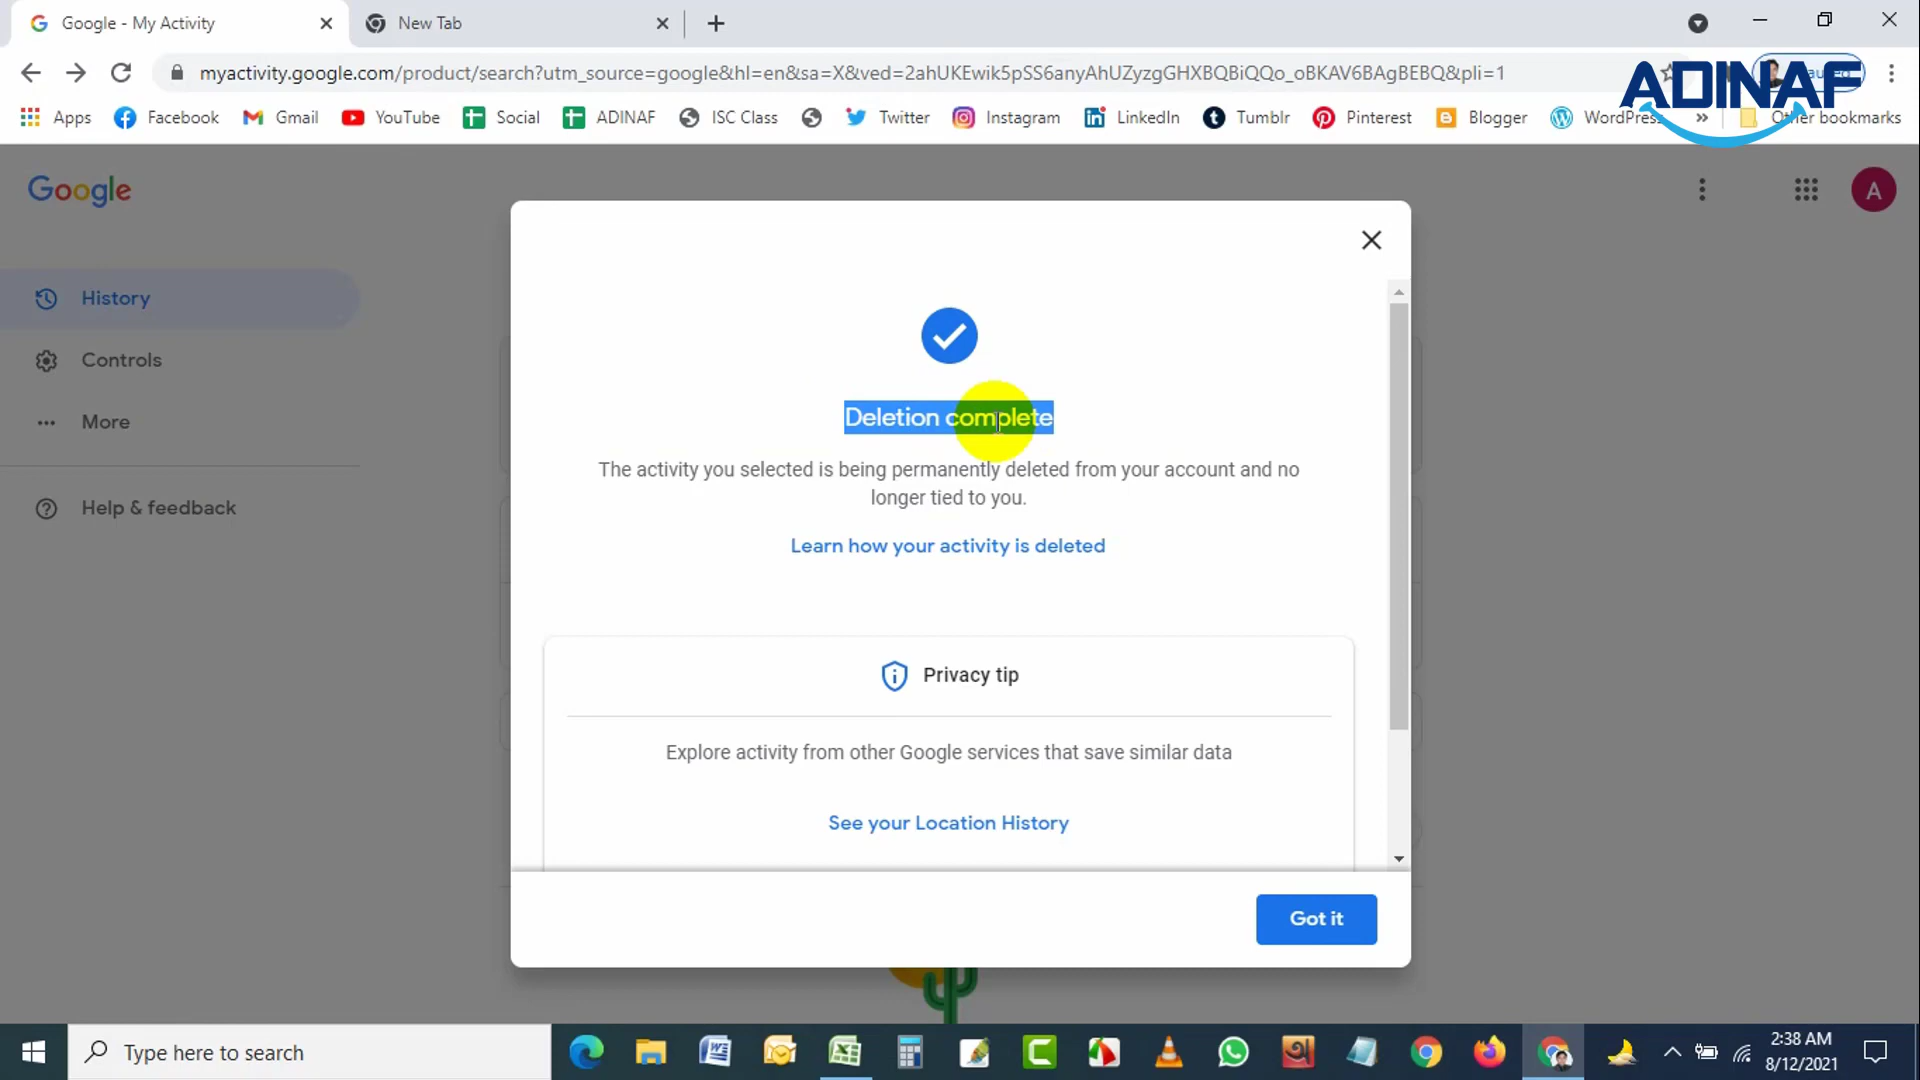 Google - My Activity
New Tab
myactivity.google.com/product/search?utm_source=google&hl=en&sa=X&ved=2ahUKEwik5pSS6anyAhUZyzgGHXBQBiQQo_oBKAV6BAgBEBQ&pli=1
ADINAF
Apps
Facebook
Gmail
YouTube
Social
ADINAF
ISC Class
Twitter
Instagram
LinkedIn
Tumblr
Pinterest
Blogger
WordPress
»
Other bookmarks
Google
A
History
Controls
More
Help & feedback
Deletion complete
The activity you selected is being permanently deleted from your account and no
longer tied to you.
Learn how your activity is deleted
Privacy tip
Explore activity from other Google services that save similar data
See your Location History
Got it
Type here to search
2:38 AM
8/12/2021